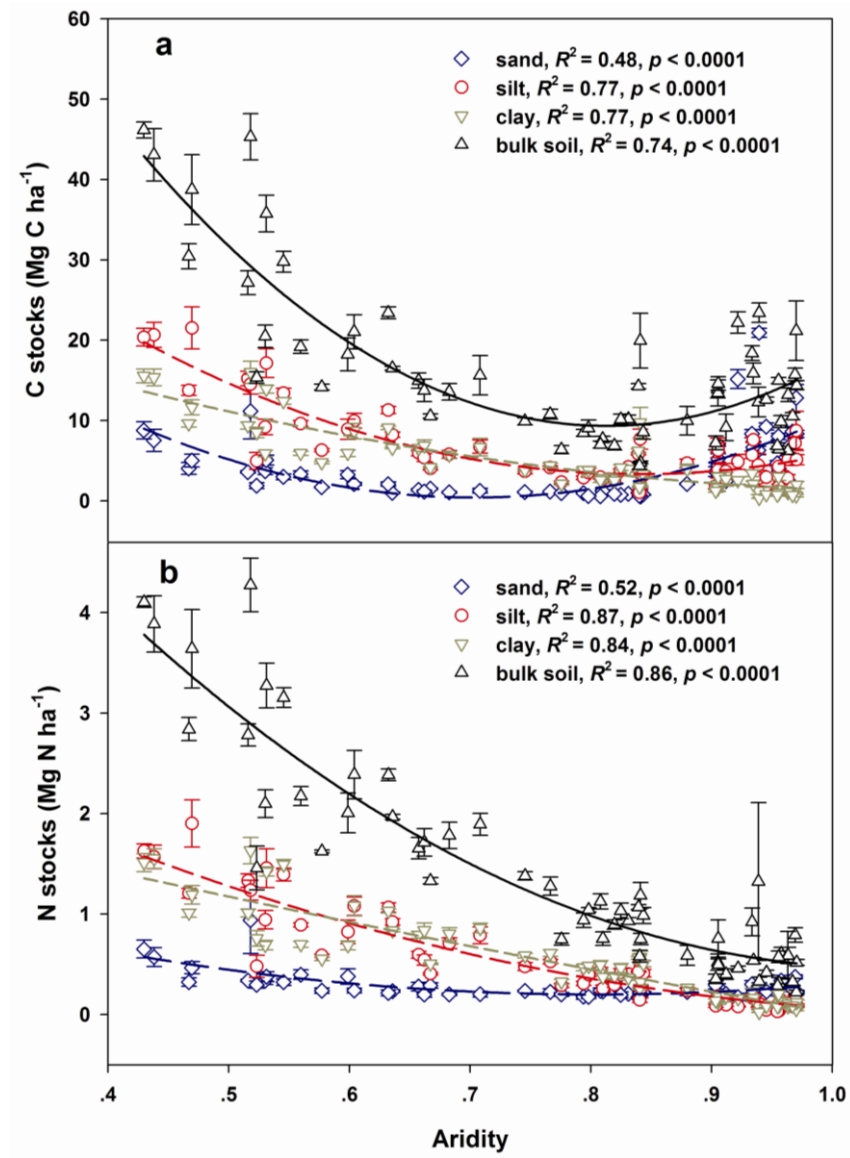 60
a
sand, R² = 0.48, p < 0.0001
silt, R² = 0.77, p < 0.0001
clay, R² = 0.77, p < 0.0001
bulk soil, R² = 0.74, p < 0.0001
50
40
30
20
10
0
C stocks (Mg C ha⁻¹)
b
sand, R² = 0.52, p < 0.0001
silt, R² = 0.87, p < 0.0001
clay, R² = 0.84, p < 0.0001
bulk soil, R² = 0.86, p < 0.0001
4
3
2
1
0
N stocks (Mg N ha⁻¹)
.4 .5 .6 .7 .8 .9 1.0
Aridity